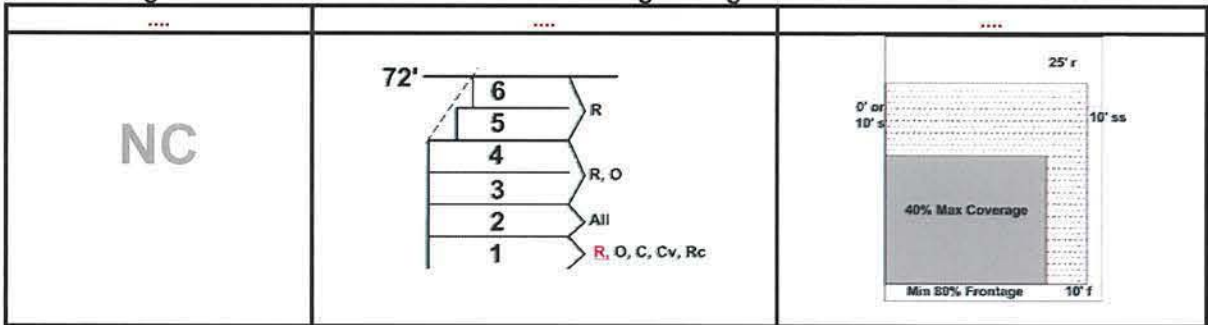 ....
....
....
NC
72'
6
R
5
4
R, O
3
2
All
1
R, O, C, Cv, Rc
25' r
0' or
10' s
10' ss
40% Max Coverage
Min 80% Frontage
10' f